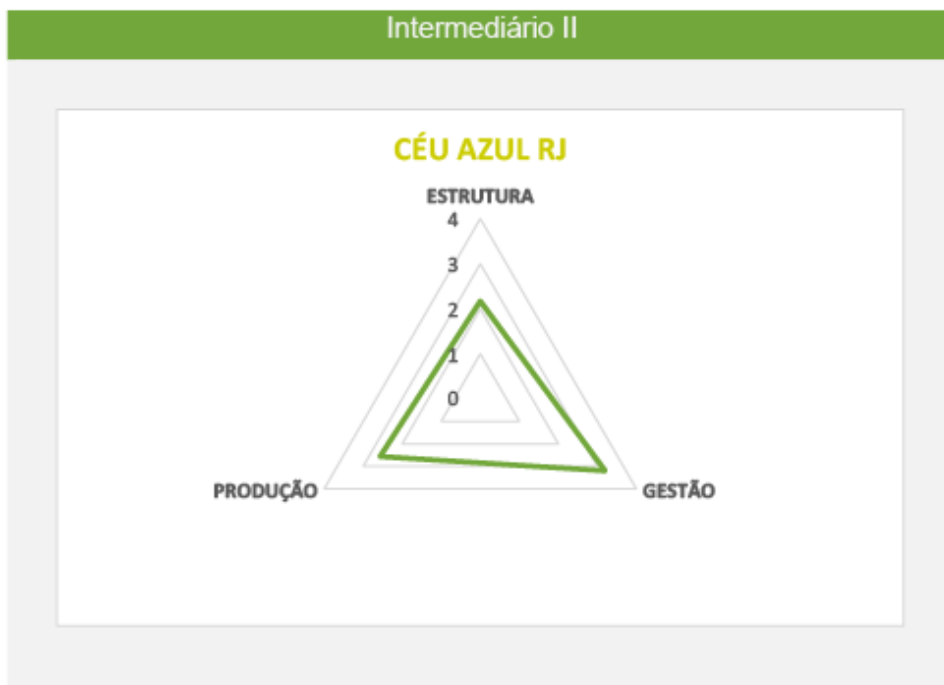 Intermediário II
CÉU AZUL RJ
ESTRUTURA
4
3
2
1
0
PRODUÇÃO
GESTÃO